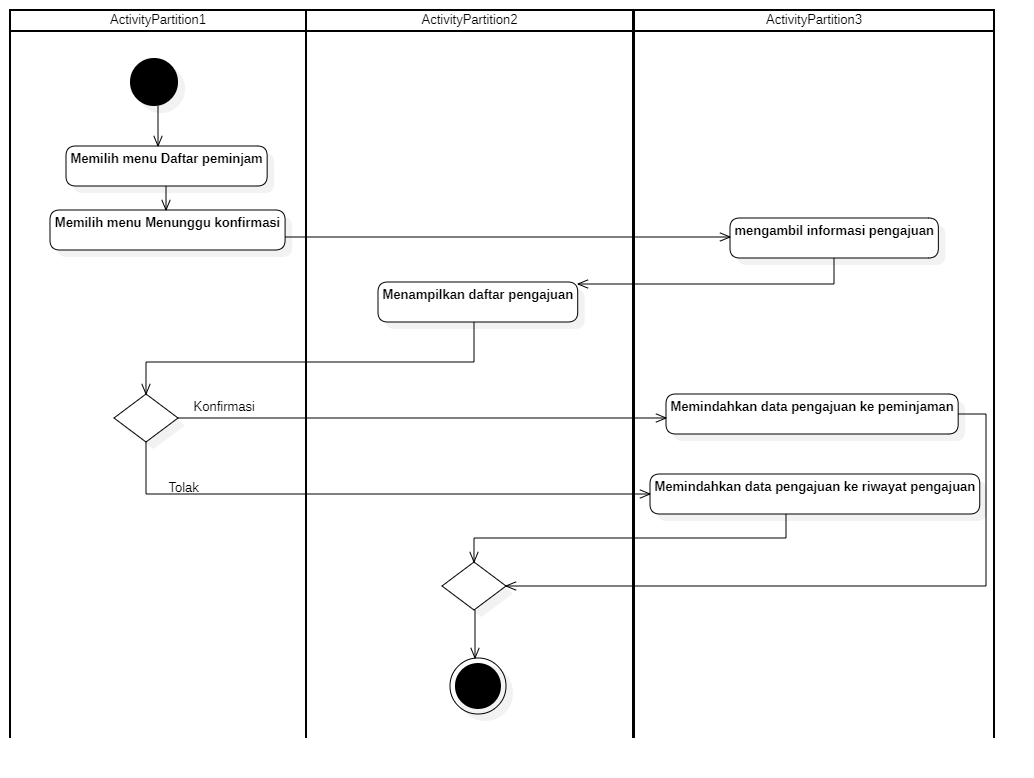 ActivityPartition1
ActivityPartition2
ActivityPartition3
Memilih menu Daftar peminjam
Memilih menu Menunggu konfirmasi
mengambil informasi pengajuan
Menampilkan daftar pengajuan
Konfirmasi
Memindahkan data pengajuan ke peminjaman
Tolak
Memindahkan data pengajuan ke riwayat pengajuan